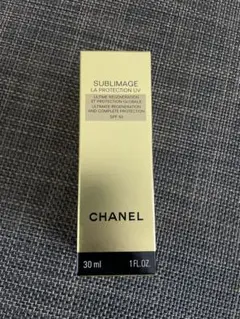 SUBLIMAGE
LA PROTECTION UV
ULTIME RÉGÉNÉRATION
ET PROTECTION GLOBALE
ULTIMATE REGENERATION
AND COMPLETE PROTECTION
SPF 50
CHANEL
30 ml 1 FL.OZ.